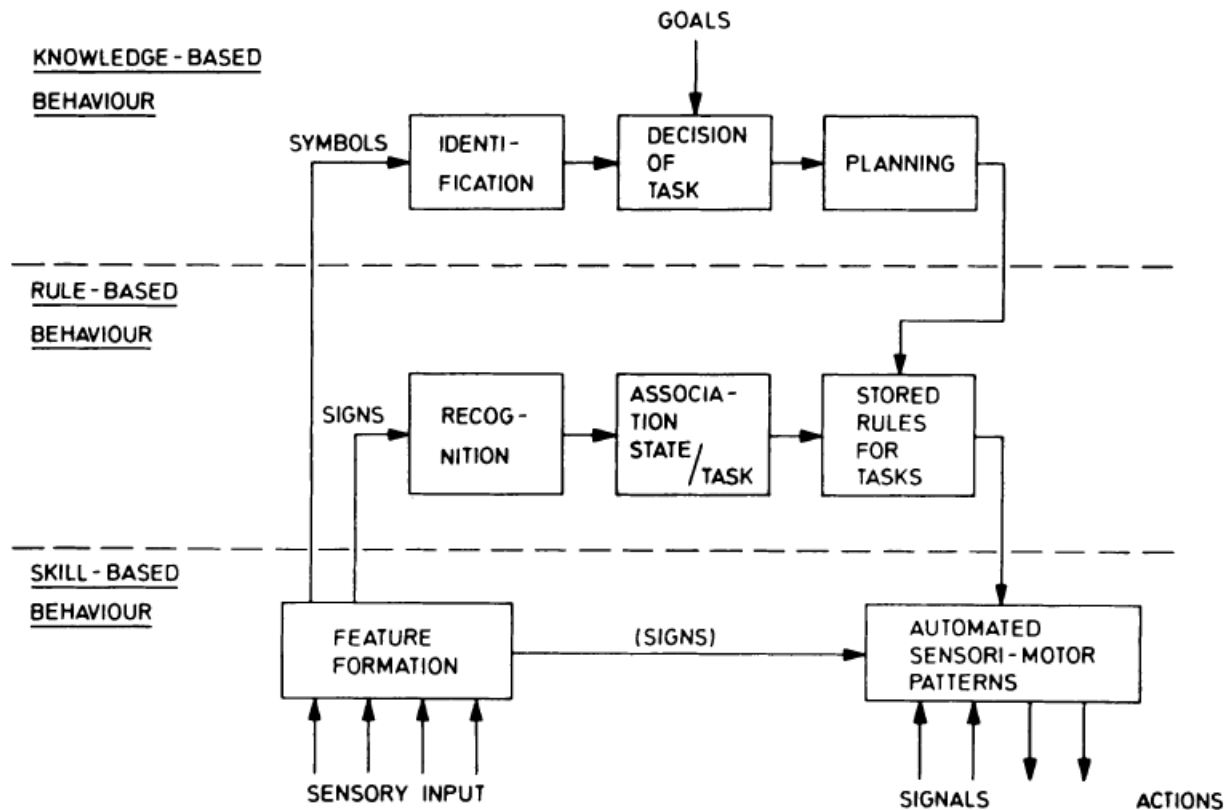 GOALS
KNOWLEDGE-BASED
BEHAVIOUR
SYMBOLS
IDENTI-
FICATION
DECISION
OF
TASK
PLANNING
RULE-BASED
BEHAVIOUR
SIGNS
RECOG-
NITION
ASSOCIA-
TION
STATE
/TASK
STORED
RULES
FOR
TASKS
SKILL-BASED
BEHAVIOUR
FEATURE
FORMATION
(SIGNS)
AUTOMATED
SENSORI-MOTOR
PATTERNS
SENSORY INPUT
SIGNALS
ACTIONS